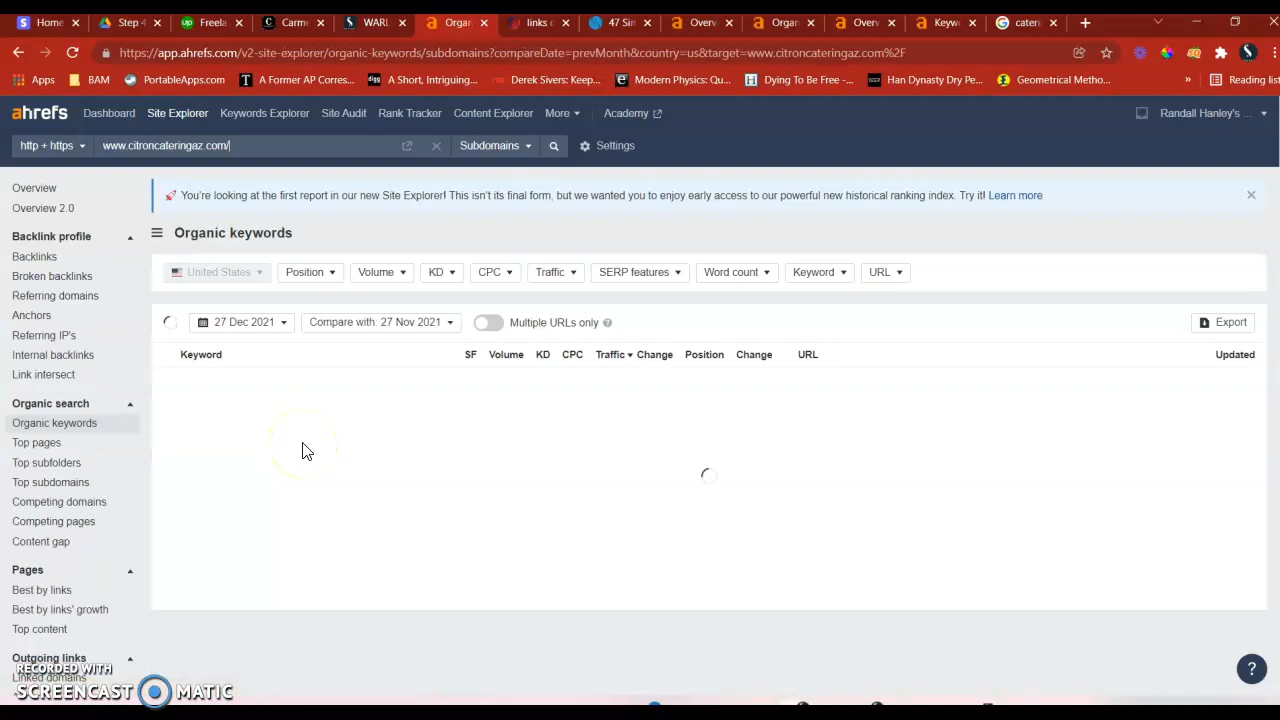 Home:
Step 4
Freela
Carme
WARL
Organ
links c
47 Sin
Overv
Organ
Overv
Keyw
caterin
https://app.ahrefs.com/v2-site-explorer/organic-keywords/subdomains?compareDate=prevMonth&country=us&target=www.citroncateringaz.com%2F
Apps
BAM
PortableApps.com
A Former AP Corres...
A Short, Intriguing...
Derek Sivers: Keep...
Modern Physics: Qu...
Dying To Be Free -...
Han Dynasty Dry Pe...
Geometrical Metho...
»
Reading list
ahrefs
Dashboard
Site Explorer
Keywords Explorer
Site Audit
Rank Tracker
Content Explorer
More
Academy
Randall Hanley's ...
http + https
www.citroncateringaz.com/
Subdomains
Settings
Overview
Overview 2.0
Backlink profile
Backlinks
Broken backlinks
Referring domains
Anchors
Referring IP's
Internal backlinks
Link intersect
Organic search
Organic keywords
Top pages
Top subfolders
Top subdomains
Competing domains
Competing pages
Content gap
Pages
Best by links
Best by links' growth
Top content
Outgoing links
Linked domains
You're looking at the first report in our new Site Explorer! This isn't its final form, but we wanted you to enjoy early access to our powerful new historical ranking index. Try it! Learn more
Organic keywords
United States
Position
Volume
KD
CPC
Traffic
SERP features
Word count
Keyword
URL
27 Dec 2021
Compare with: 27 Nov 2021
Multiple URLs only
Export
Keyword
SF
Volume
KD
CPC
Traffic
Change
Position
Change
URL
Updated
?
RECORDED WITH
SCREENCAST MATIC